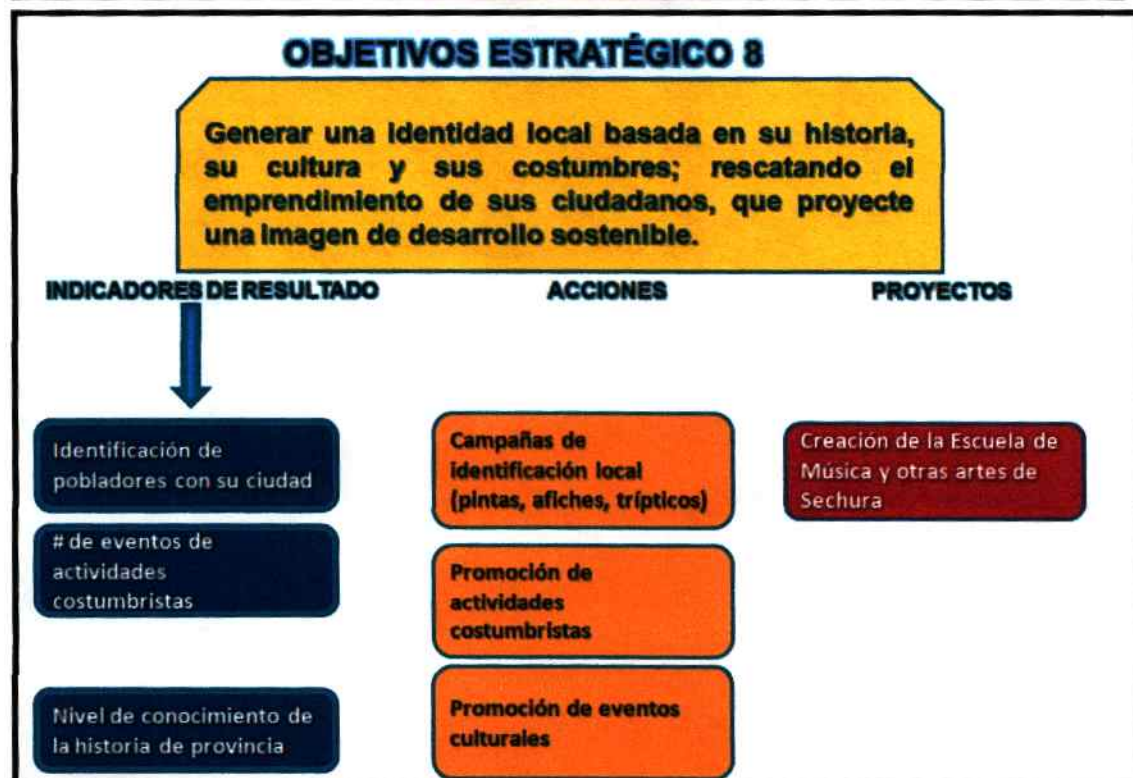 OBJETIVOS ESTRATÉGICO 8
Generar una identidad local basada en su historia,
su cultura y sus costumbres; rescatando el
emprendimiento de sus ciudadanos, que proyecte
una imagen de desarrollo sostenible.
INDICADORES DE RESULTADO
ACCIONES
PROYECTOS
Identificación de
pobladores con su ciudad
# de eventos de
actividades
costumbristas
Nivel de conocimiento de
la historia de provincia
Campañas de
identificación local
(pintas, afiches, trípticos)
Promoción de
actividades
costumbristas
Promoción de eventos
culturales
Creación de la Escuela de
Música y otras artes de
Sechura